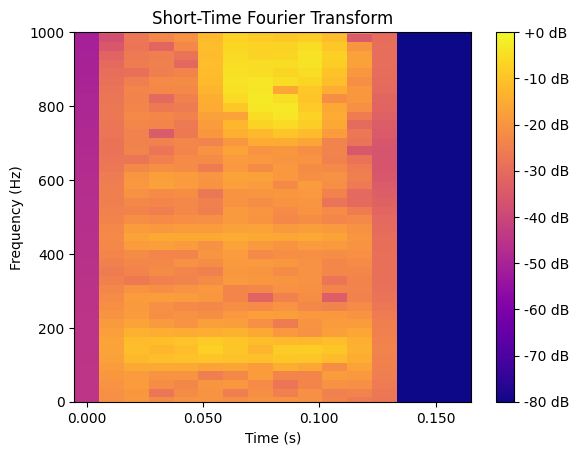 Short-Time Fourier Transform
1000
800
600
400
200
0
Frequency (Hz)
0.000
0.050
0.100
0.150
Time (s)
+0 dB
-10 dB
-20 dB
-30 dB
-40 dB
-50 dB
-60 dB
-70 dB
-80 dB